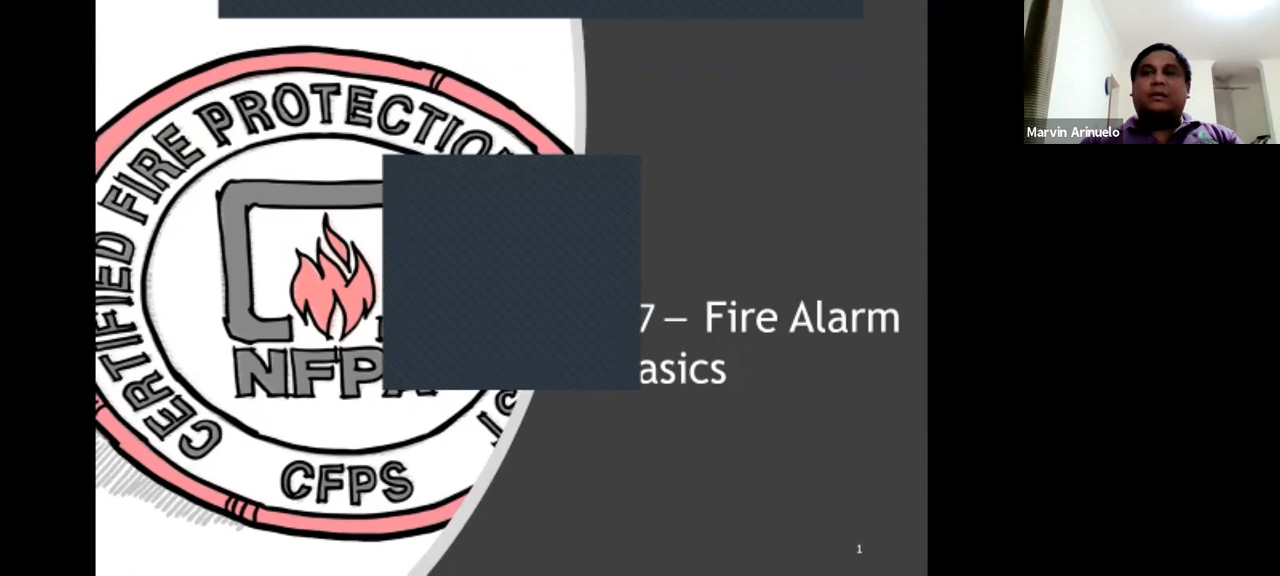 CERTIFIED FIRE PROTECTION
NFPA
CFPS
7 – Fire Alarm
asics
1
Marvin Arinuelo